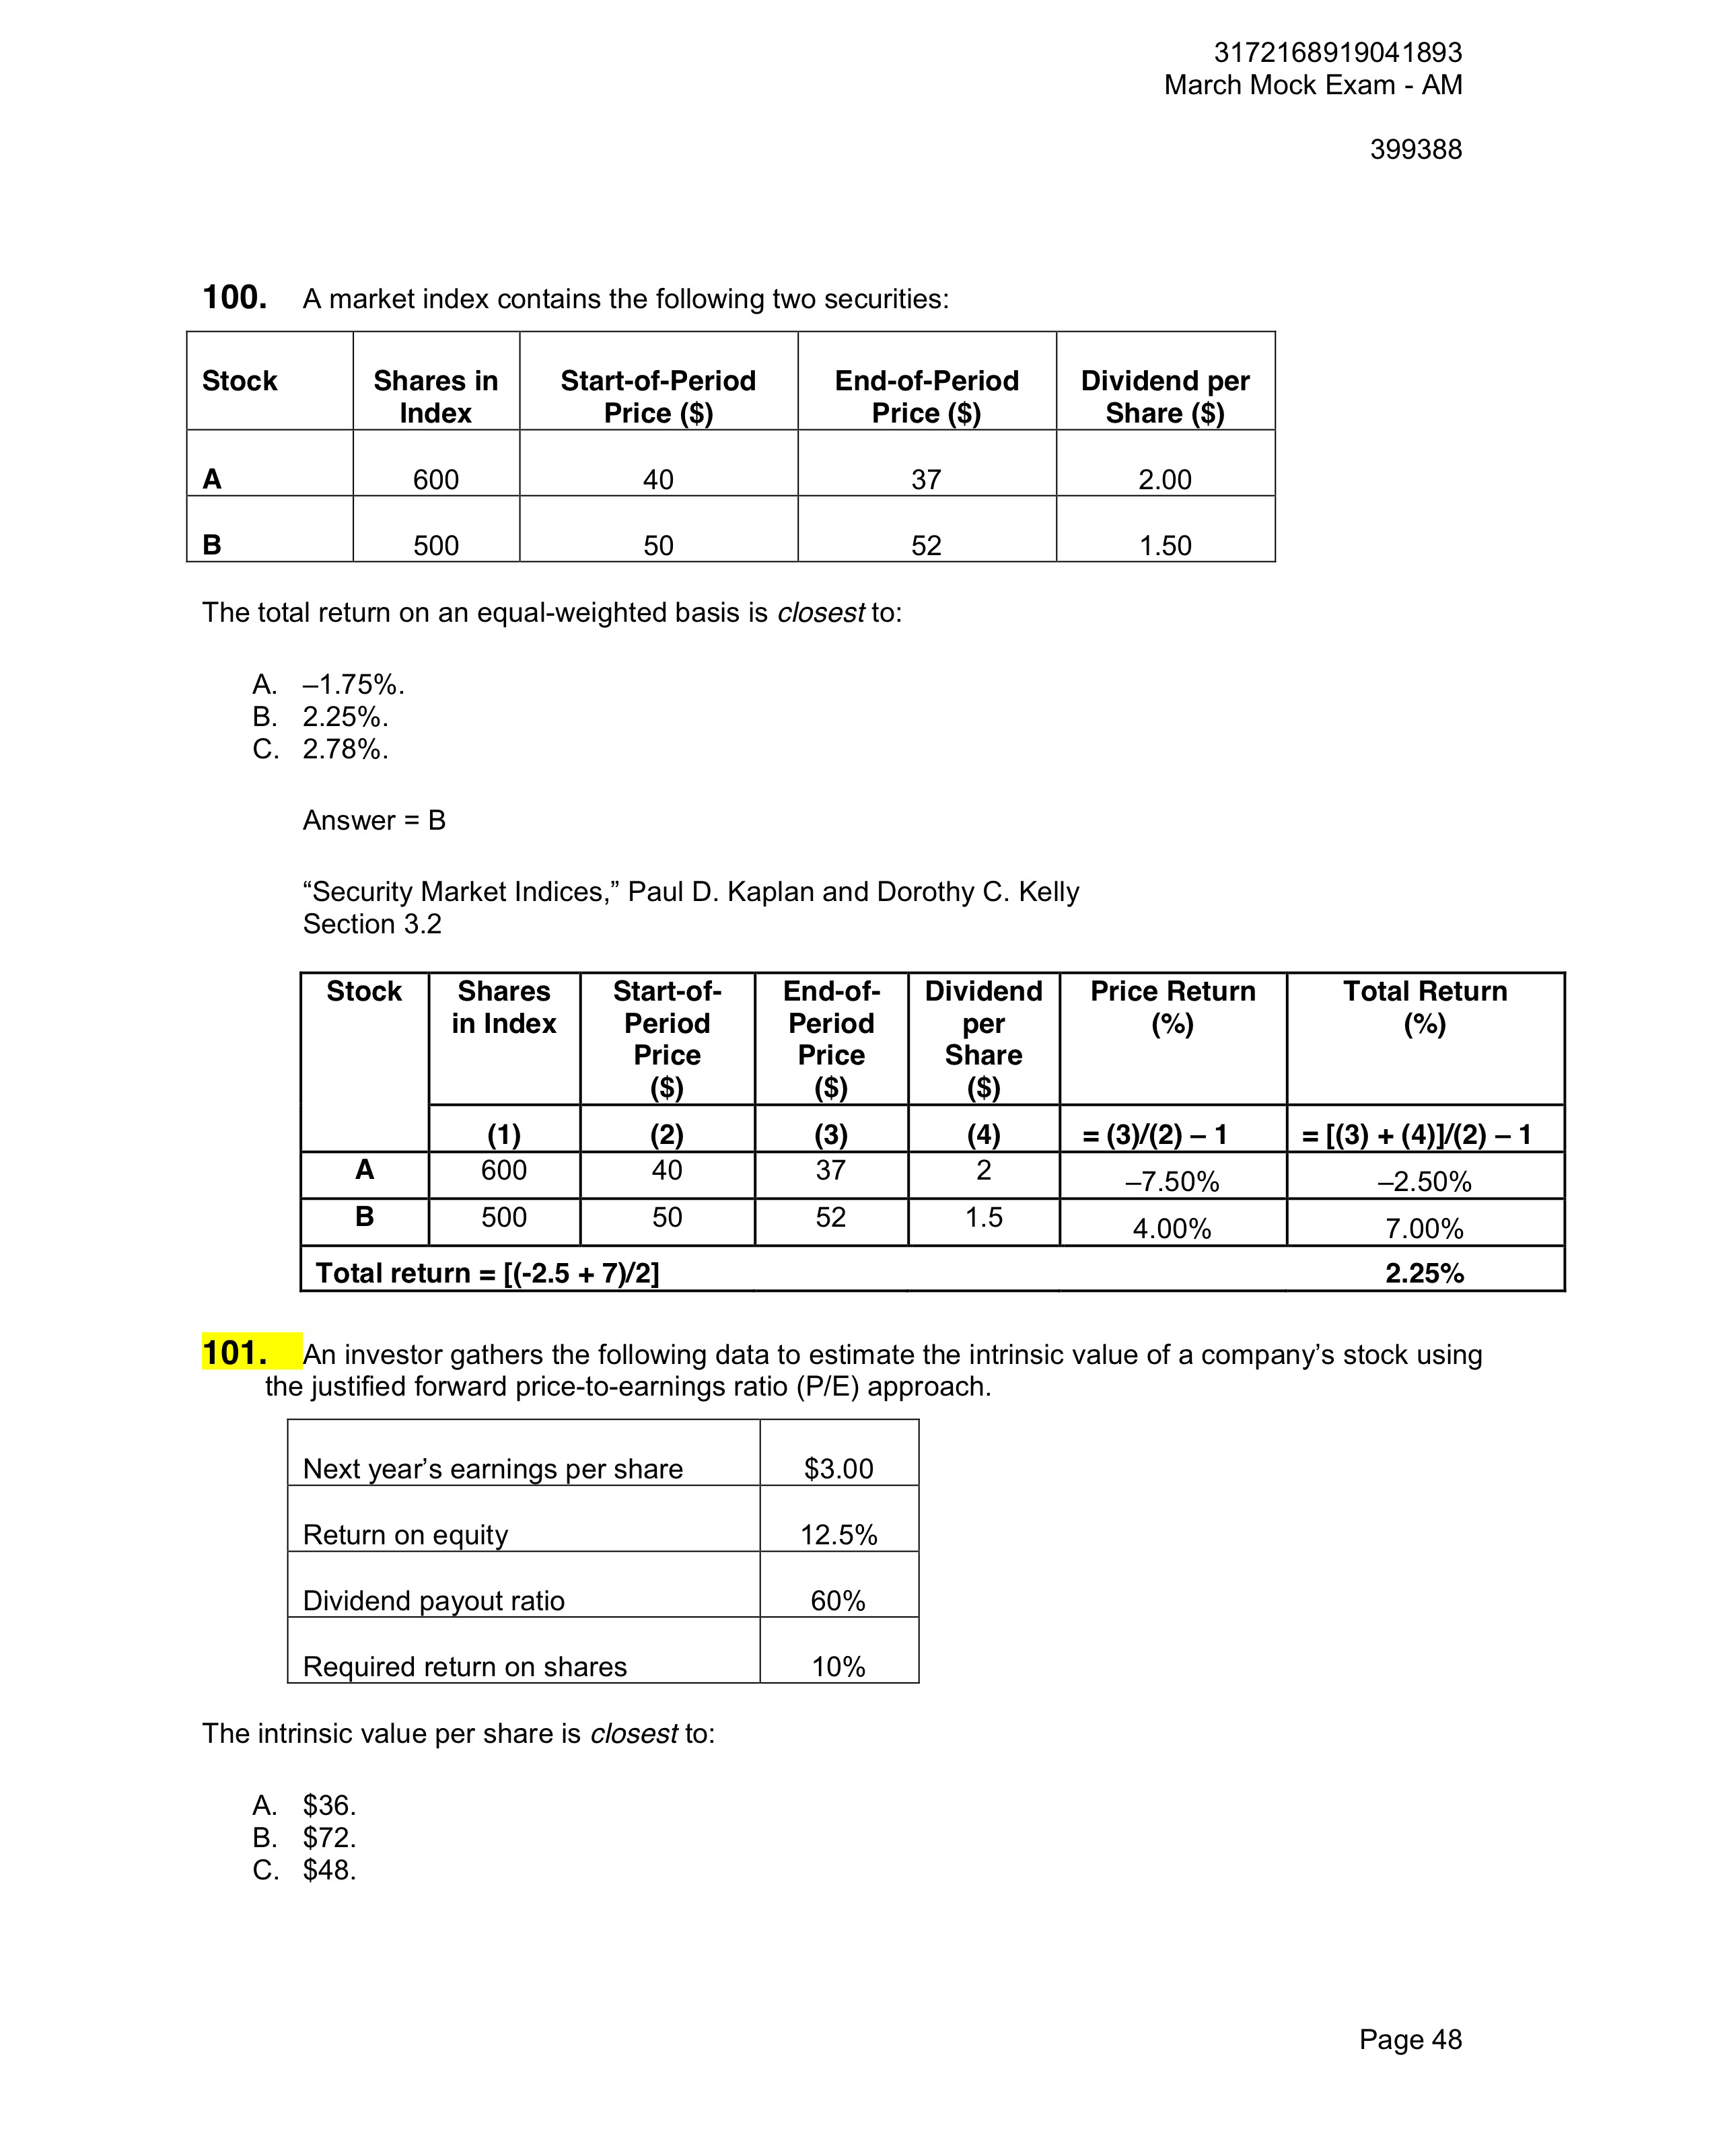 3172168919041893
March Mock Exam - AM
399388
100. A market index contains the following two securities:
Stock Shares in Index Start-of-Period Price ($) End-of-Period Price ($) Dividend per Share ($)
A 600 40 37 2.00
B 500 50 52 1.50
The total return on an equal-weighted basis is closest to:
A. –1.75%.
B. 2.25%.
C. 2.78%.
Answer = B
“Security Market Indices,” Paul D. Kaplan and Dorothy C. Kelly
Section 3.2
Stock Shares in Index Start-of-Period Price ($) End-of-Period Price ($) Dividend per Share ($) Price Return (%) Total Return (%)
(1) (2) (3) (4) = (3)/(2) – 1 = [(3) + (4)]/(2) – 1
A 600 40 37 2 –7.50% –2.50%
B 500 50 52 1.5 4.00% 7.00%
Total return = [(-2.5 + 7)/2] 2.25%
101. An investor gathers the following data to estimate the intrinsic value of a company’s stock using
the justified forward price-to-earnings ratio (P/E) approach.
Next year’s earnings per share $3.00
Return on equity 12.5%
Dividend payout ratio 60%
Required return on shares 10%
The intrinsic value per share is closest to:
A. $36.
B. $72.
C. $48.
Page 48